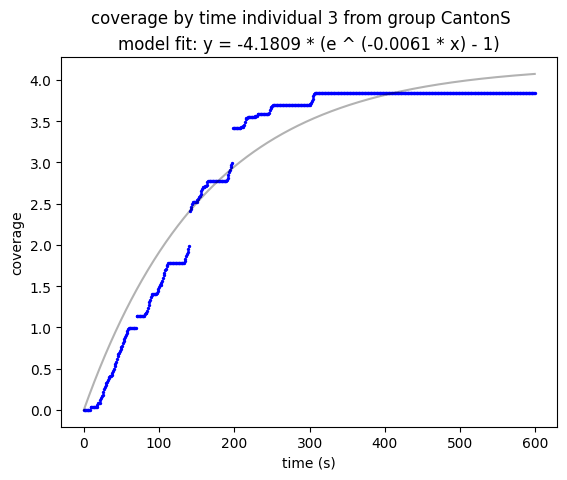 coverage by time individual 3 from group CantonS
model fit: y = -4.1809 * (e ^ (-0.0061 * x) - 1)
4.0
3.5
3.0
2.5
2.0
1.5
1.0
0.5
0.0
coverage
0 100 200 300 400 500 600
time (s)